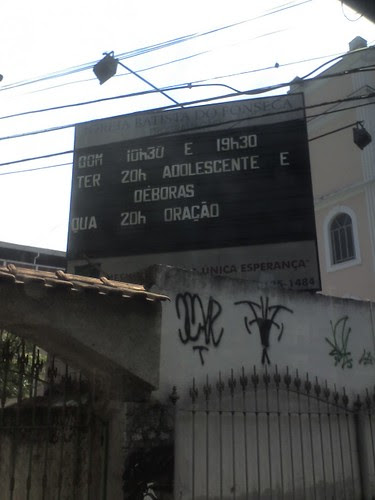 IGREJA BATISTA DO FONSECA
DOM 10h30 E 19h30
TER 20h ADOLESCENTE E
DÉBORAS
QUA 20h ORAÇÃO
ÚNICA ESPERANÇA"